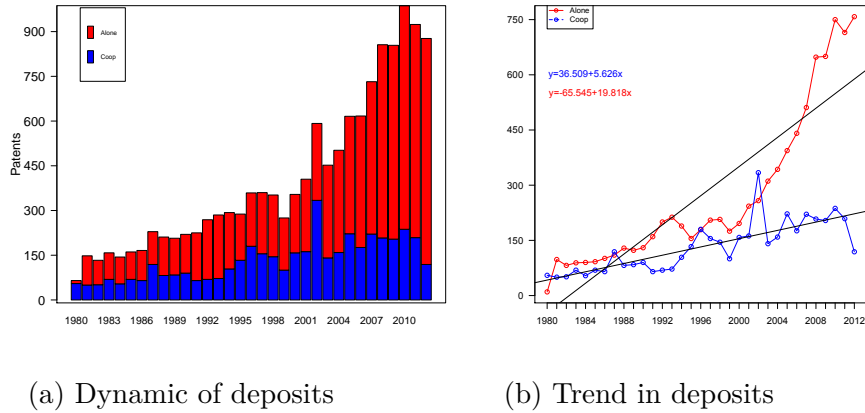 Patents
0
150
300
450
600
750
900
Alone
Coop
1980 1983 1986 1989 1992 1995 1998 2001 2004 2007 2010
(a) Dynamic of deposits
750
600
450
300
150
0
Alone
Coop
y=36.509+5.626x
y=-65.545+19.818x
1980 1984 1988 1992 1996 2000 2004 2008 2012
(b) Trend in deposits